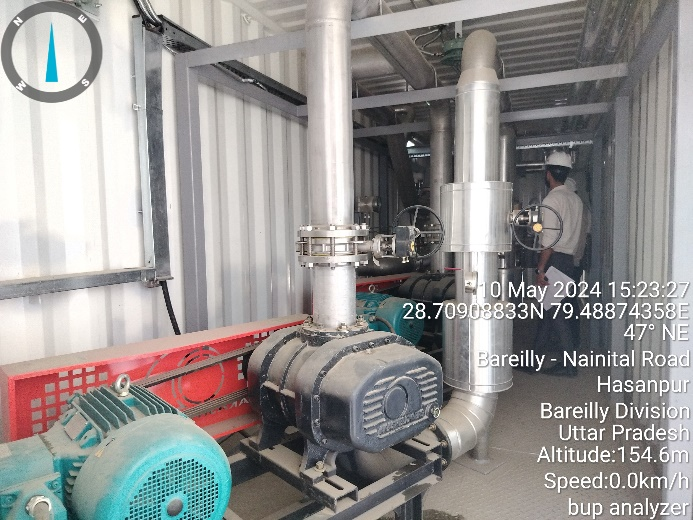 N
E
W
S
10 May 2024 15:23:27
28.70908833N 79.48874358E
47° NE
Bareilly - Nainital Road
Hasanpur
Bareilly Division
Uttar Pradesh
Altitude:154.6m
Speed:0.0km/h
bup analyzer